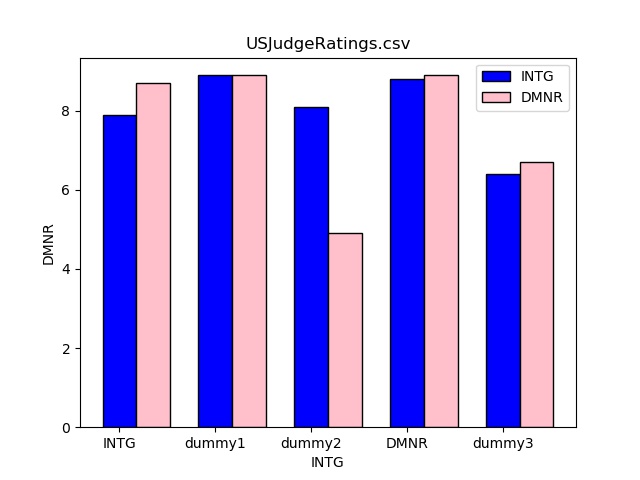 USJudgeRatings.csv
INTG
DMNR
DMNR
8
6
4
2
0
INTG dummy1 dummy2 DMNR dummy3
INTG